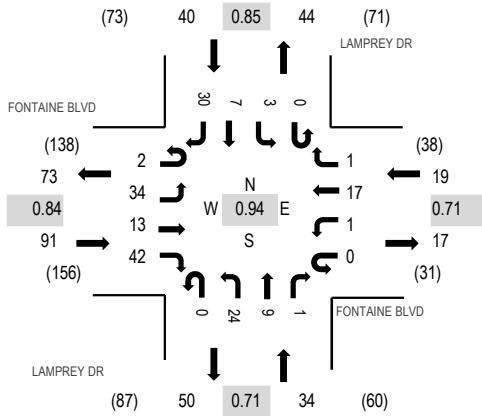 (73) 40 0.85 44 (71)
LAMPREY DR
FONTAINE BLVD
30 7 3 0
(138) (38)
73 2 1 19
34 N 17
0.84 W 0.94 E 0.71
13 S 1
91 42 0 17
(156) (31)
0 24 9 1
FONTAINE BLVD
LAMPREY DR
(87) 50 0.71 34 (60)